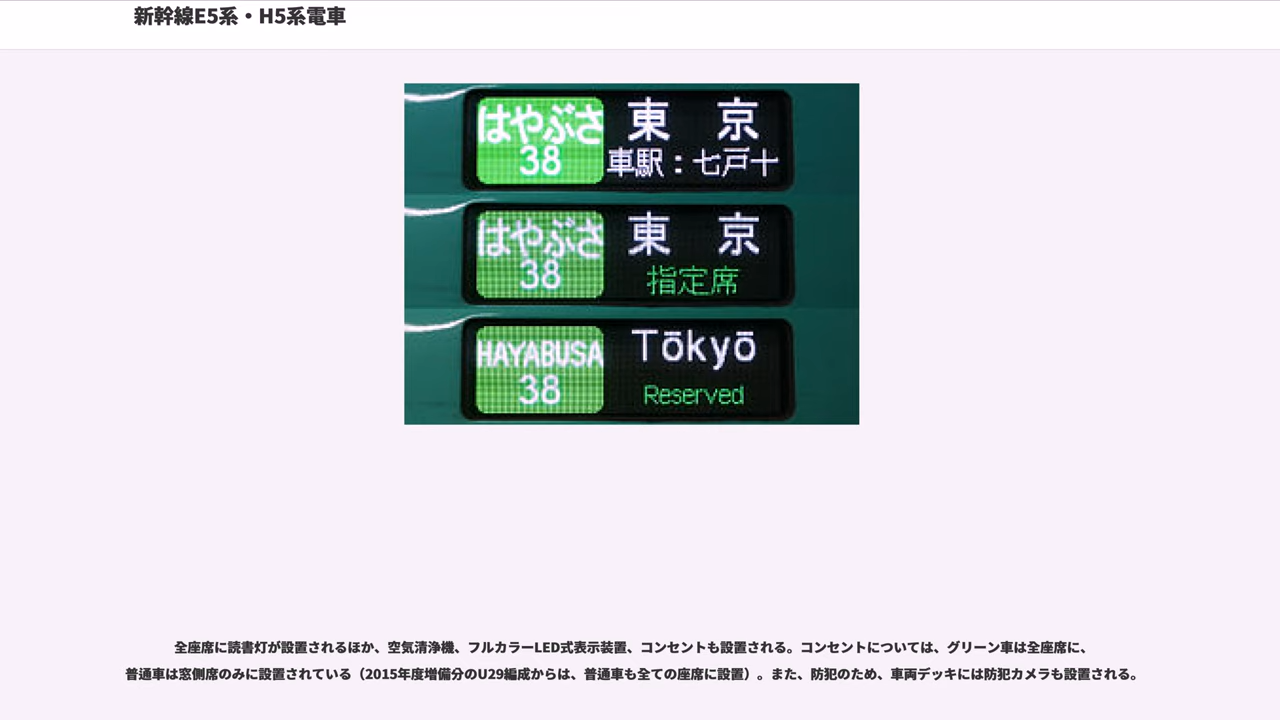 新幹線E5系・H5系電車
はやぶさ 東 京
38 車駅：七戸十
はやぶさ 東 京
38 指定席
HAYABUSA Tōkyō
38 Reserved
全座席に読書灯が設置されるほか、空気清浄機、フルカラーLED式表示装置、コンセントも設置される。コンセントについては、グリーン車は全座席に、
普通車は窓側席のみに設置されている（2015年度増備分のU29編成からは、普通車も全ての座席に設置）。また、防犯のため、車両デッキには防犯カメラも設置される。